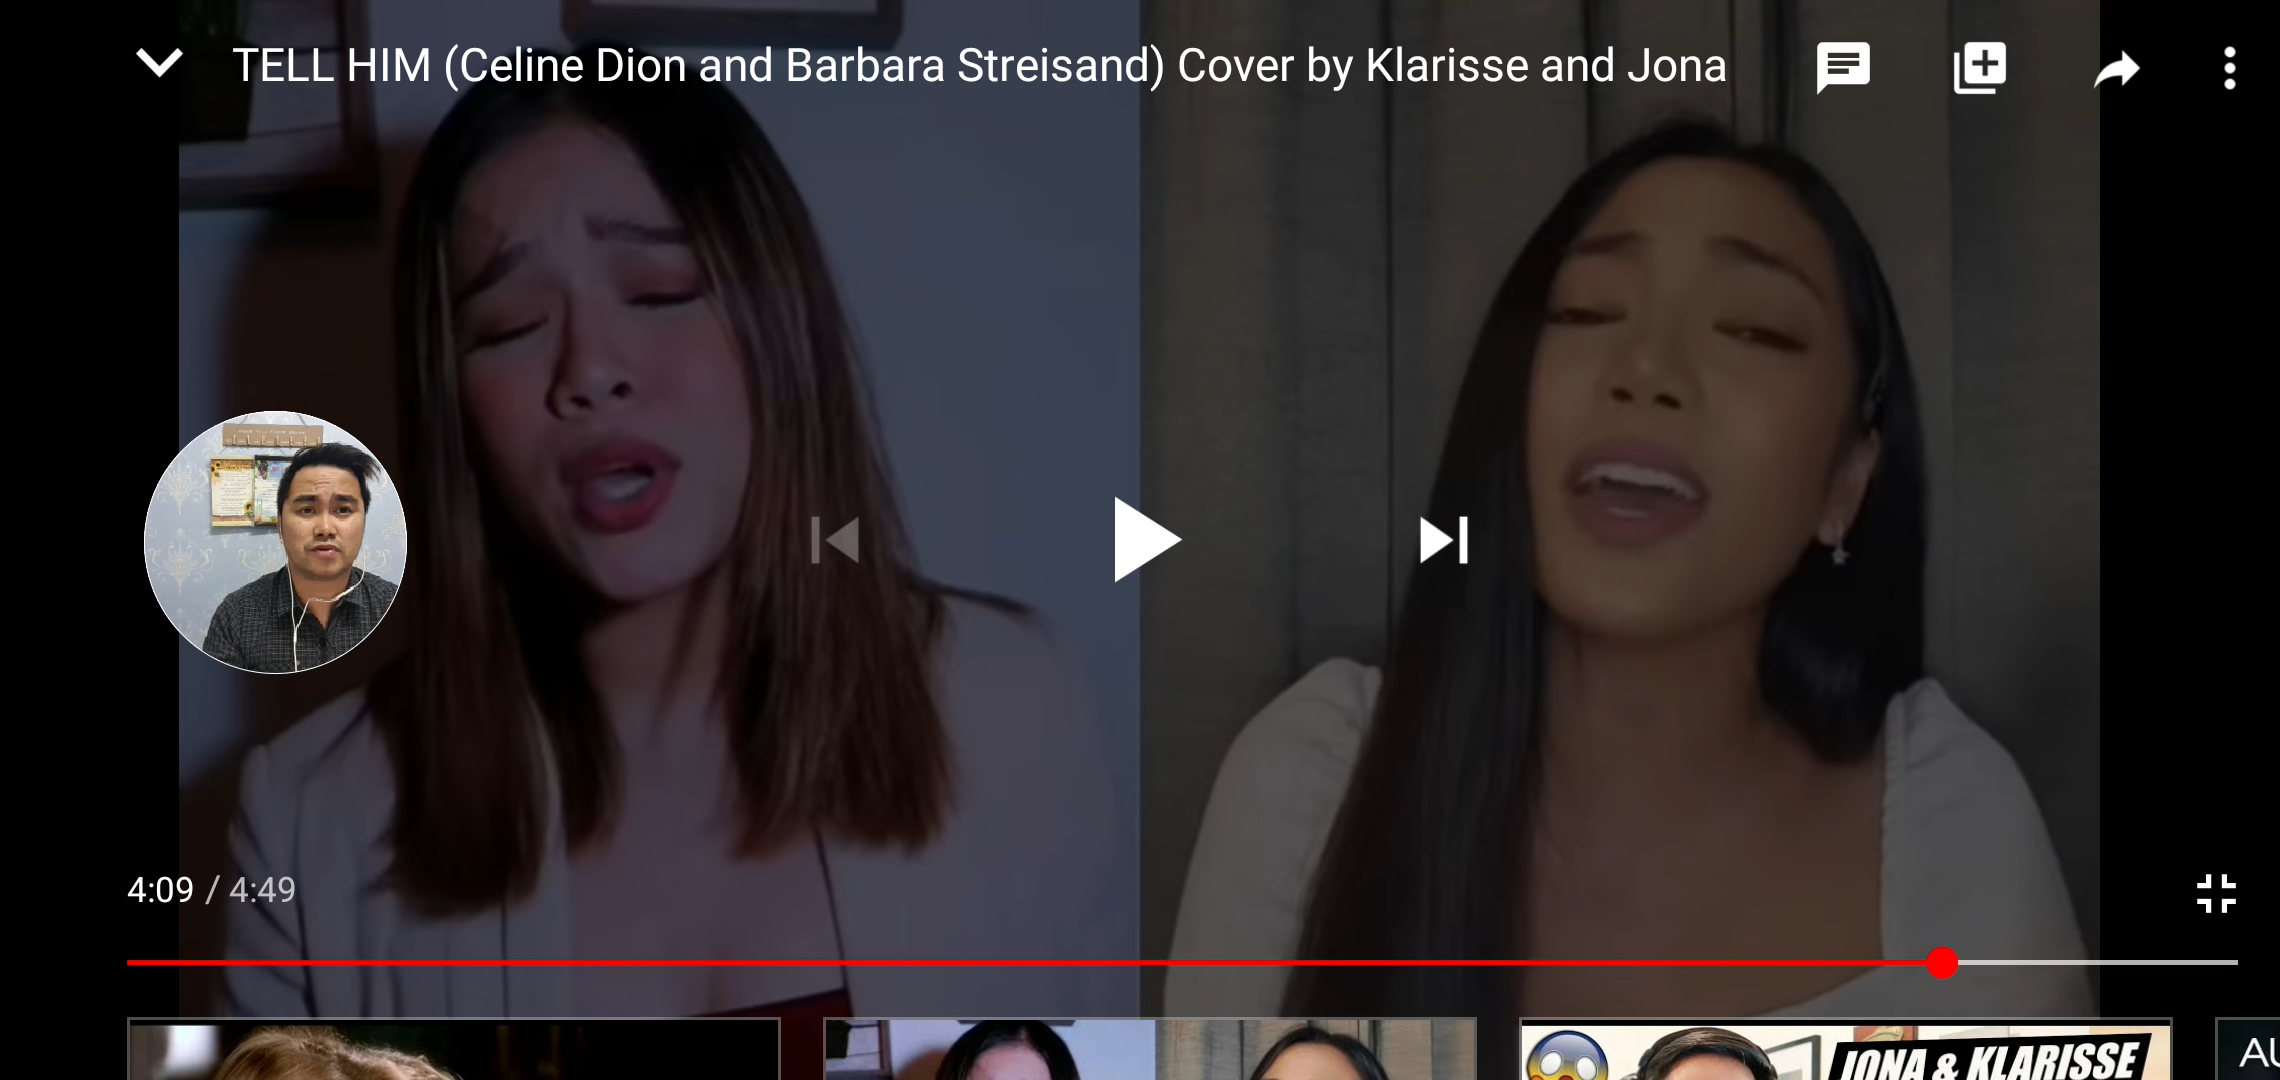 TELL HIM (Celine Dion and Barbara Streisand) Cover by Klarisse and Jona
4:09 / 4:49
JONA & KLARISSE